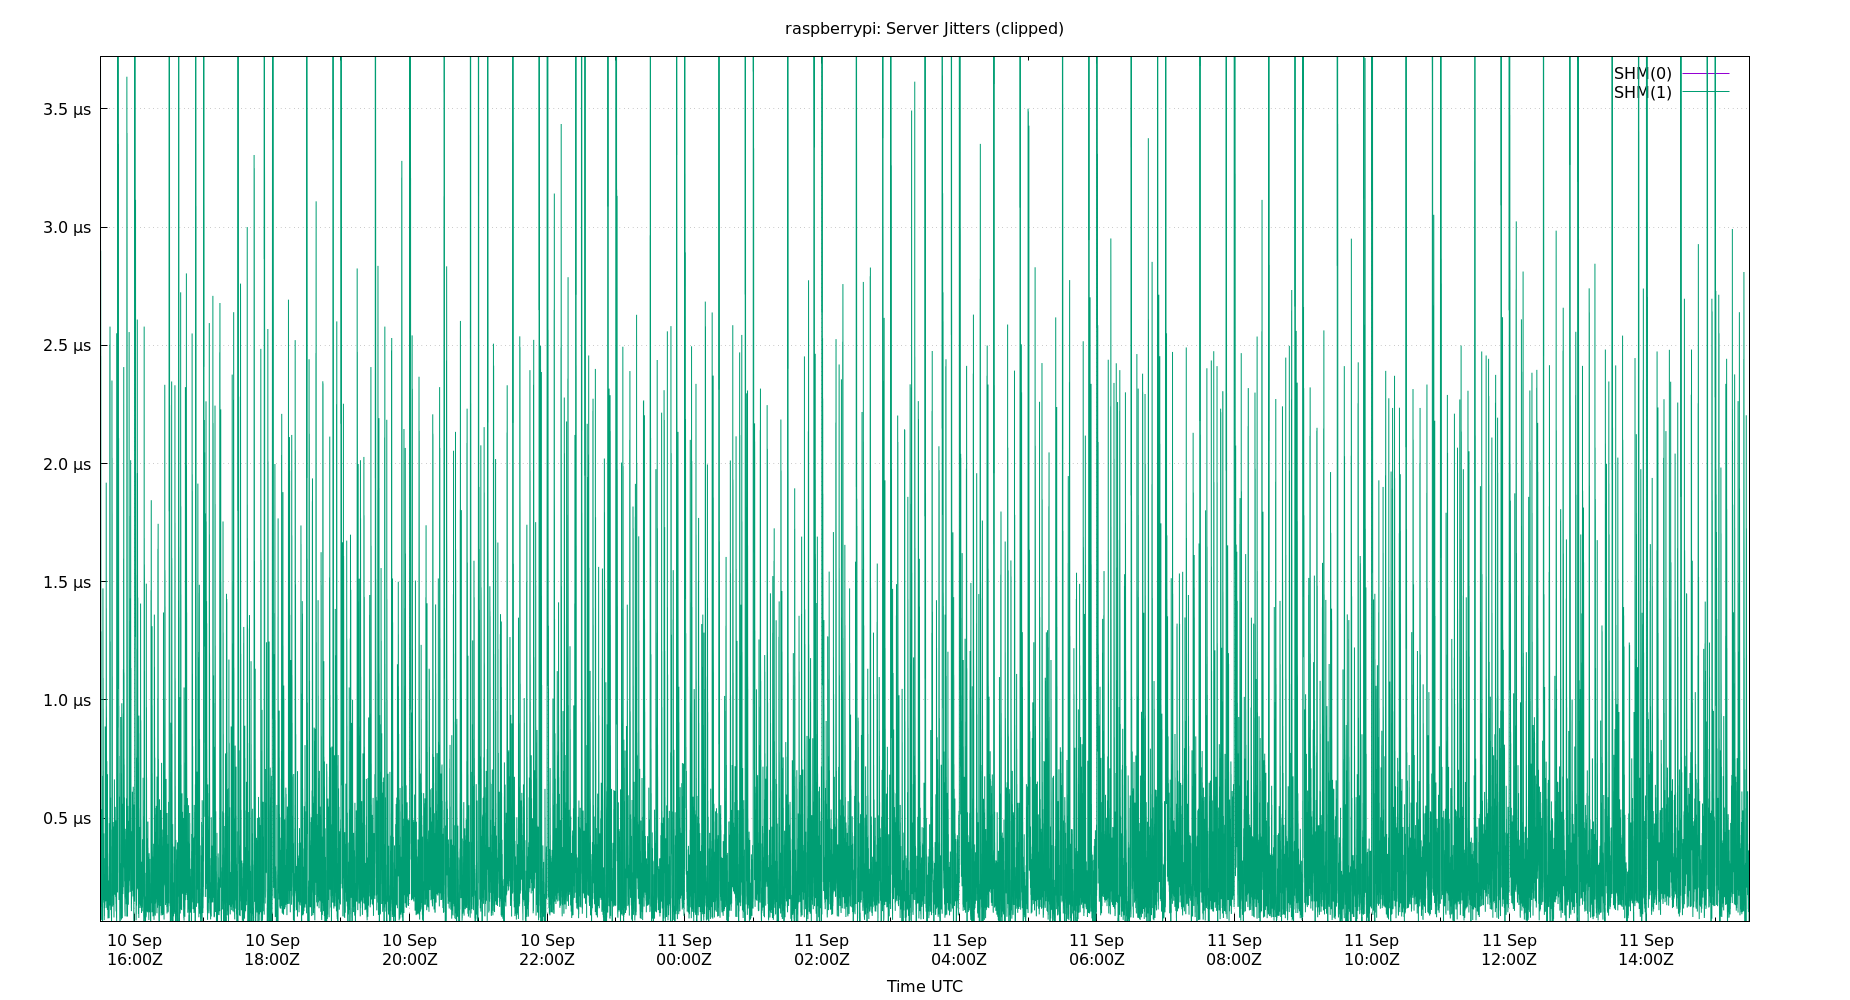 raspberrypi: Server Jitters (clipped)
SHM(0)
SHM(1)
3.5 μs
3.0 μs
2.5 μs
2.0 μs
1.5 μs
1.0 μs
0.5 μs
10 Sep 10 Sep 10 Sep 10 Sep 11 Sep 11 Sep 11 Sep 11 Sep 11 Sep 11 Sep 11 Sep 11 Sep
16:00Z 18:00Z 20:00Z 22:00Z 00:00Z 02:00Z 04:00Z 06:00Z 08:00Z 10:00Z 12:00Z 14:00Z
Time UTC